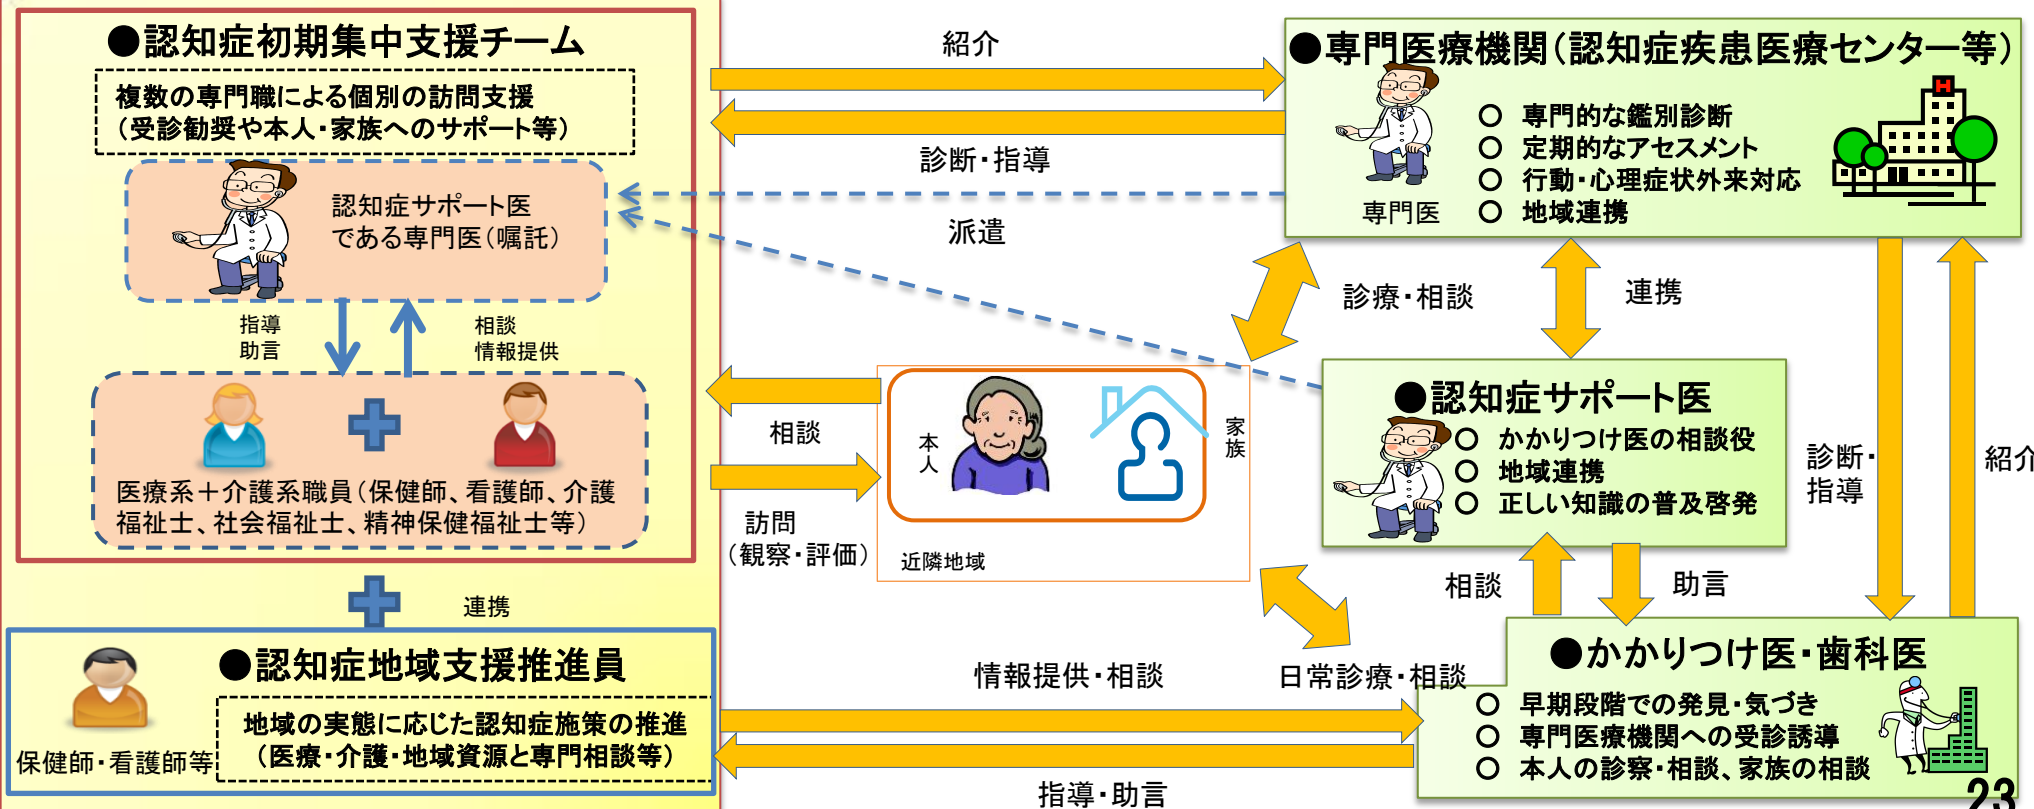 ●認知症初期集中支援チーム
複数の専門職による個別の訪問支援
（受診勧奨や本人・家族へのサポート等）
認知症サポート医
である専門医（嘱託）
指導
助言
相談
情報提供
医療系＋介護系職員（保健師、看護師、介護
福祉士、社会福祉士、精神保健福祉士等）
連携
●認知症地域支援推進員
地域の実態に応じた認知症施策の推進
（医療・介護・地域資源と専門相談等）
保健師・看護師等
紹介
診断・指導
派遣
相談
訪問
（観察・評価）
本人
家族
近隣地域
診療・相談
連携
●専門医療機関（認知症疾患医療センター等）
専門医
H
○ 専門的な鑑別診断
○ 定期的なアセスメント
○ 行動・心理症状外来対応
○ 地域連携
●認知症サポート医
○ かかりつけ医の相談役
○ 地域連携
○ 正しい知識の普及啓発
診断・
指導
紹介
相談
助言
情報提供・相談
日常診療・相談
指導・助言
●かかりつけ医・歯科医
○ 早期段階での発見・気づき
○ 専門医療機関への受診誘導
○ 本人の診察・相談、家族の相談
23